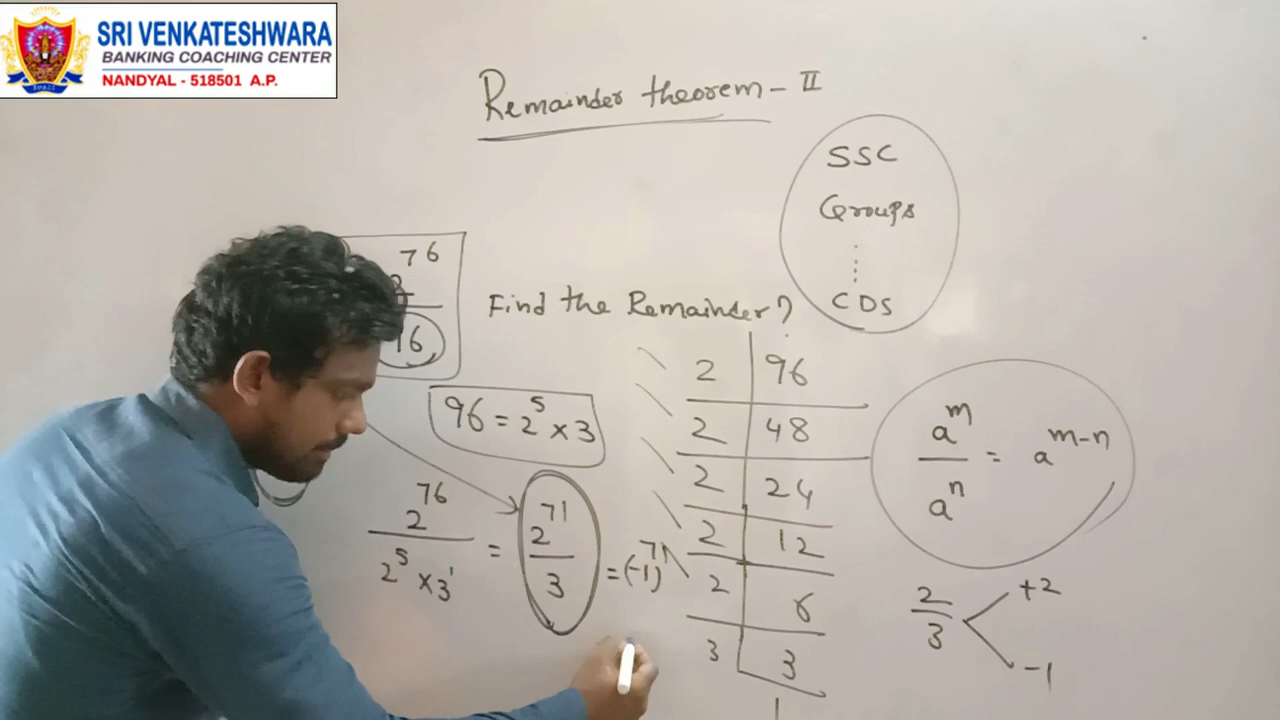 SRI VENKATESHWARA
BANKING COACHING CENTER
NANDYAL - 518501 A.P.
Remainder theorem - II
SSC
Groups
CDS
76
Find the Remainder?
96 = 2^5 × 3
2 | 96
2 | 48
2 | 24
2 | 12
2 | 6
3 | 3
1
a^m / a^n = a^m-n
2^76 / 2^5 × 3^1 = 2^71 / 3 = (-1)^71
2 / 3
+2
-1